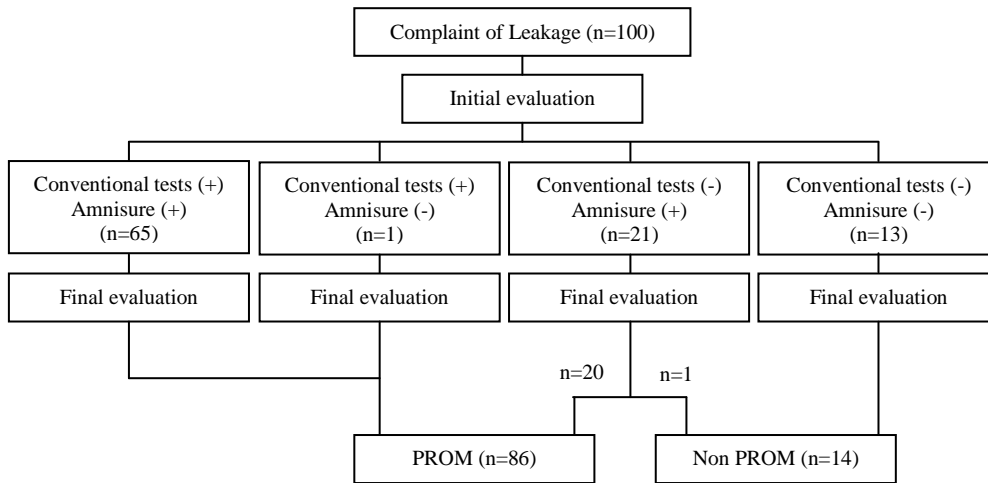 Complaint of Leakage (n=100)
Initial evaluation
Conventional tests (+)
Amnisure (+)
(n=65)
Conventional tests (+)
Amnisure (-)
(n=1)
Conventional tests (-)
Amnisure (+)
(n=21)
Conventional tests (-)
Amnisure (-)
(n=13)
Final evaluation
Final evaluation
Final evaluation
Final evaluation
n=20
n=1
PROM (n=86)
Non PROM (n=14)